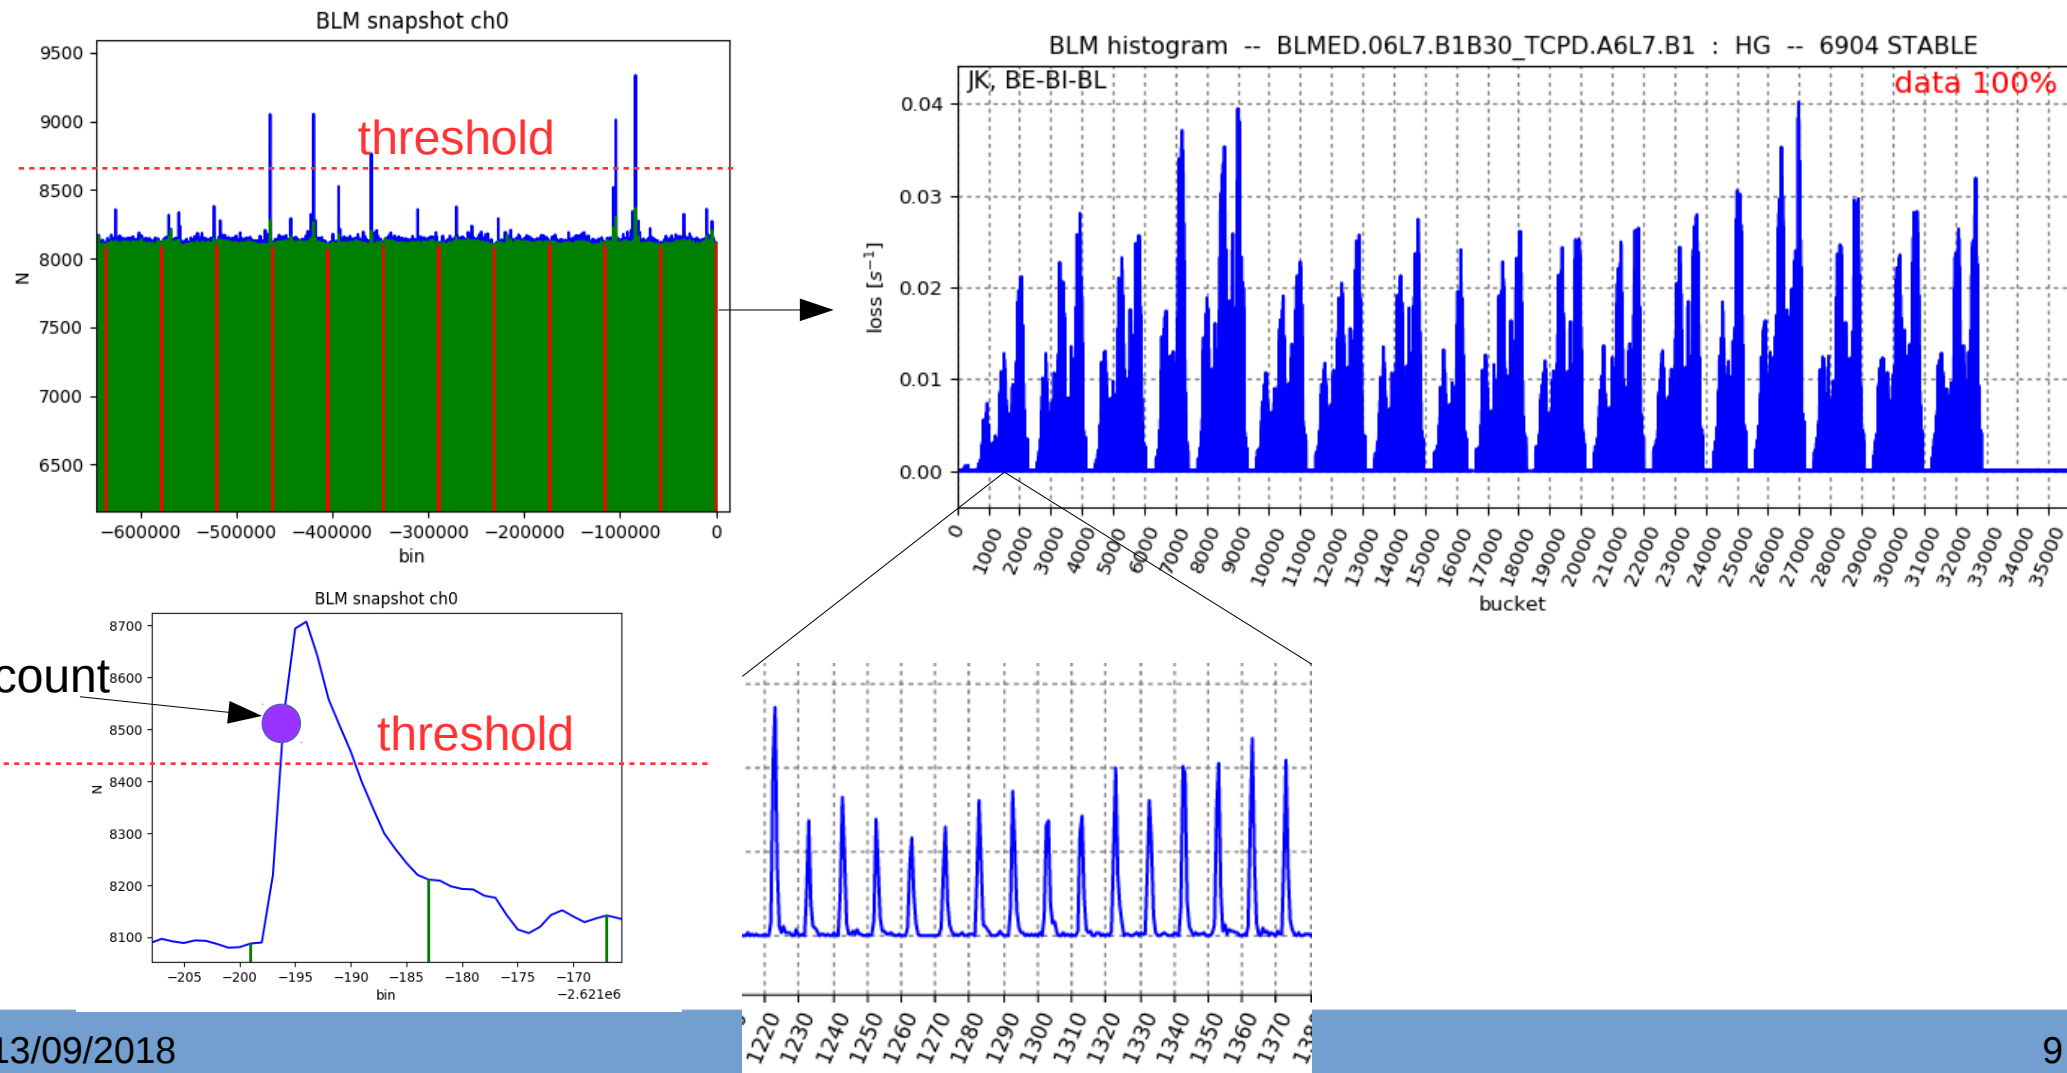 BLM snapshot ch0
9500
9000
8500
8000
7500
7000
6500
N
threshold
−600000 −500000 −400000 −300000 −200000 −100000 0
bin
BLM histogram -- BLMED.06L7.B1B30_TCPD.A6L7.B1 : HG -- 6904 STABLE
JK, BE-BI-BL
data 100%
0.04
0.03
0.02
0.01
0.00
loss [s⁻¹]
0 1000 2000 3000 4000 5000 6000 7000 8000 9000 10000 11000 12000 13000 14000 15000 16000 17000 18000 19000 20000 21000 22000 23000 24000 25000 26000 27000 28000 29000 30000 31000 32000 33000 34000 35000
bucket
BLM snapshot ch0
8700
8600
8500
8400
8300
8200
8100
N
count
threshold
−205 −200 −195 −190 −185 −180 −175 −170
bin
−2.621e6
1220 1230 1240 1250 1260 1270 1280 1290 1300 1310 1320 1330 1340 1350 1360 1370
13/09/2018
9